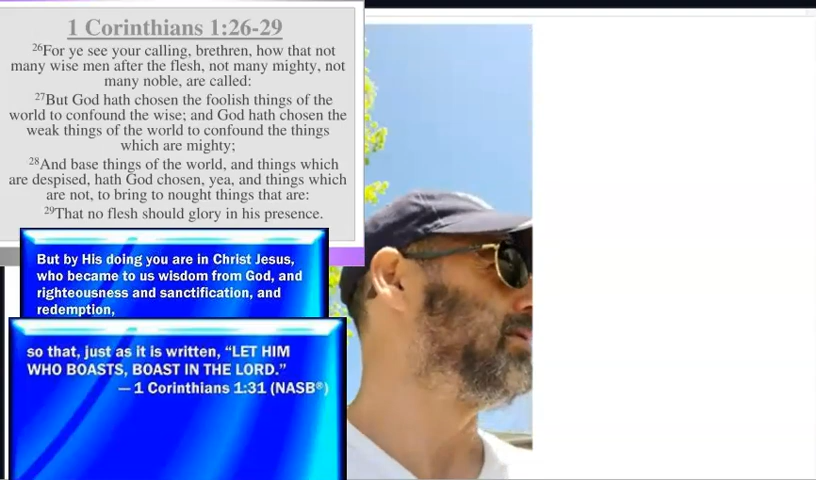 1 Corinthians 1:26-29
26For ye see your calling, brethren, how that not
many wise men after the flesh, not many mighty, not
many noble, are called:
27But God hath chosen the foolish things of the
world to confound the wise; and God hath chosen the
weak things of the world to confound the things
which are mighty;
28And base things of the world, and things which
are despised, hath God chosen, yea, and things which
are not, to bring to nought things that are:
29That no flesh should glory in his presence.
But by His doing you are in Christ Jesus,
who became to us wisdom from God, and
righteousness and sanctification, and
redemption,
so that, just as it is written, “LET HIM
WHO BOASTS, BOAST IN THE LORD.”
— 1 Corinthians 1:31 (NASB®)